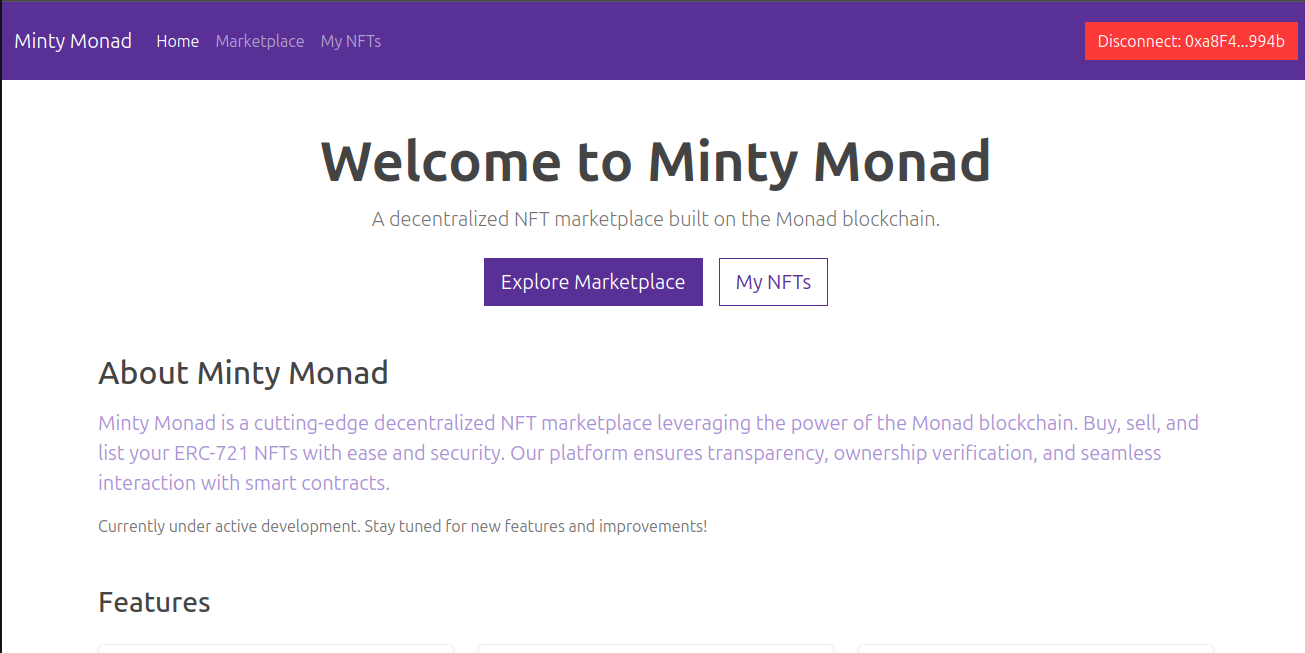 Minty Monad Home Marketplace My NFTs Disconnect: 0xa8F4...994b
Welcome to Minty Monad
A decentralized NFT marketplace built on the Monad blockchain.
Explore Marketplace My NFTs
About Minty Monad
Minty Monad is a cutting-edge decentralized NFT marketplace leveraging the power of the Monad blockchain. Buy, sell, and
list your ERC-721 NFTs with ease and security. Our platform ensures transparency, ownership verification, and seamless
interaction with smart contracts.
Currently under active development. Stay tuned for new features and improvements!
Features